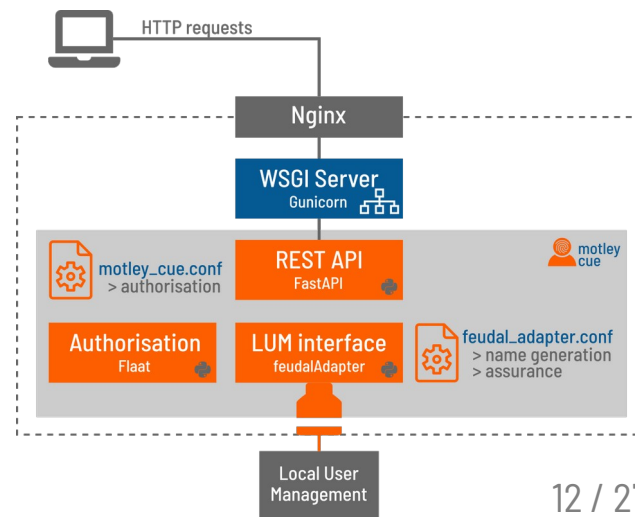 HTTP requests
Nginx
WSGI Server
Gunicorn
motley_cue.conf
> authorisation
REST API
FastAPI
motley
cue
Authorisation
Flaat
LUM interface
feudalAdapter
feudal_adapter.conf
> name generation
> assurance
Local User
Management
12 / 27